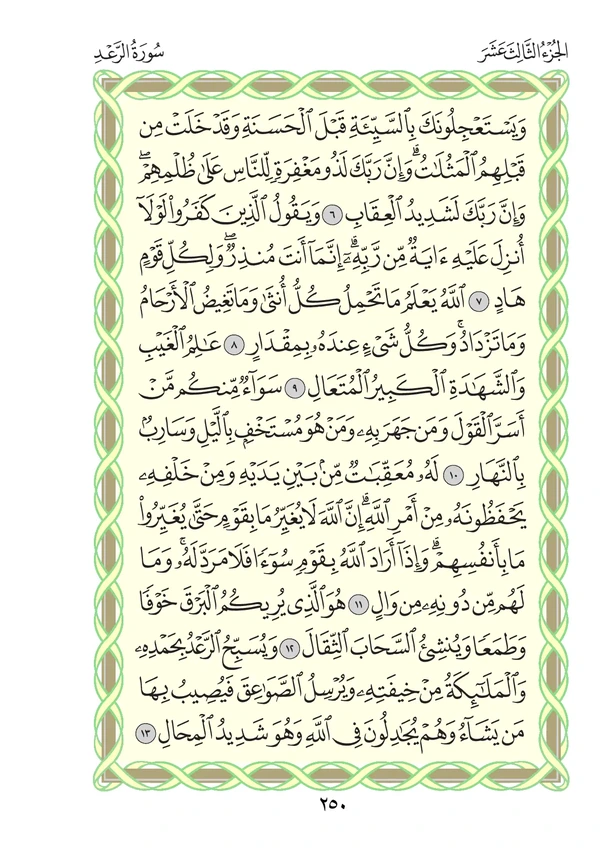 الجُزْءُ الثَّالِثَ عَشَرَ سُورَةُ الرَّعْدِ
وَيَسْتَعْجِلُونَكَ بِٱلسَّيِّئَةِ قَبْلَ ٱلْحَسَنَةِ وَقَدْ خَلَتْ مِن
قَبْلِهِمُ ٱلْمَثُلَٰتُۗ وَإِنَّ رَبَّكَ لَذُو مَغْفِرَةٖ لِّلنَّاسِ عَلَىٰ ظُلْمِهِمْۖ
وَإِنَّ رَبَّكَ لَشَدِيدُ ٱلْعِقَابِ ٦ وَيَقُولُ ٱلَّذِينَ كَفَرُواْ لَوْلَآ
أُنزِلَ عَلَيْهِ ءَايَةٞ مِّن رَّبِّهِۦٓۗ إِنَّمَآ أَنتَ مُنذِرٞۖ وَلِكُلِّ قَوْمٍ
هَادٍ ٧ ٱللَّهُ يَعْلَمُ مَا تَحْمِلُ كُلُّ أُنثَىٰ وَمَا تَغِيضُ ٱلْأَرْحَامُ
وَمَا تَزْدَادُۚ وَكُلُّ شَيْءٍ عِندَهُۥ بِمِقْدَارٍ ٨ عَٰلِمُ ٱلْغَيْبِ
وَٱلشَّهَٰدَةِ ٱلْكَبِيرُ ٱلْمُتَعَالِ ٩ سَوَآءٞ مِّنكُم مَّنْ
أَسَرَّ ٱلْقَوْلَ وَمَن جَهَرَ بِهِۦ وَمَنْ هُوَ مُسْتَخْفِۭ بِٱلَّيْلِ وَسَارِبُۢ
بِٱلنَّهَارِ ١٠ لَهُۥ مُعَقِّبَٰتٞ مِّنۢ بَيْنِ يَدَيْهِ وَمِنْ خَلْفِهِۦ
يَحْفَظُونَهُۥ مِنْ أَمْرِ ٱللَّهِۗ إِنَّ ٱللَّهَ لَا يُغَيِّرُ مَا بِقَوْمٍ حَتَّىٰ يُغَيِّرُواْ
مَا بِأَنفُسِهِمْۗ وَإِذَآ أَرَادَ ٱللَّهُ بِقَوْمٖ سُوٓءٗا فَلَا مَرَدَّ لَهُۥۚ وَمَا
لَهُم مِّن دُونِهِۦ مِن وَالٍ ١١ هُوَ ٱلَّذِي يُرِيكُمُ ٱلْبَرْقَ خَوْفٗا
وَطَمَعٗا وَيُنشِئُ ٱلسَّحَابَ ٱلثِّقَالَ ١٢ وَيُسَبِّحُ ٱلرَّعْدُ بِحَمْدِهِۦ
وَٱلْمَلَٰٓئِكَةُ مِنْ خِيفَتِهِۦ وَيُرْسِلُ ٱلصَّوَٰعِقَ فَيُصِيبُ بِهَا
مَن يَشَآءُ وَهُمْ يُجَٰدِلُونَ فِي ٱللَّهِ وَهُوَ شَدِيدُ ٱلْمِحَالِ ١٣
٢٥٠